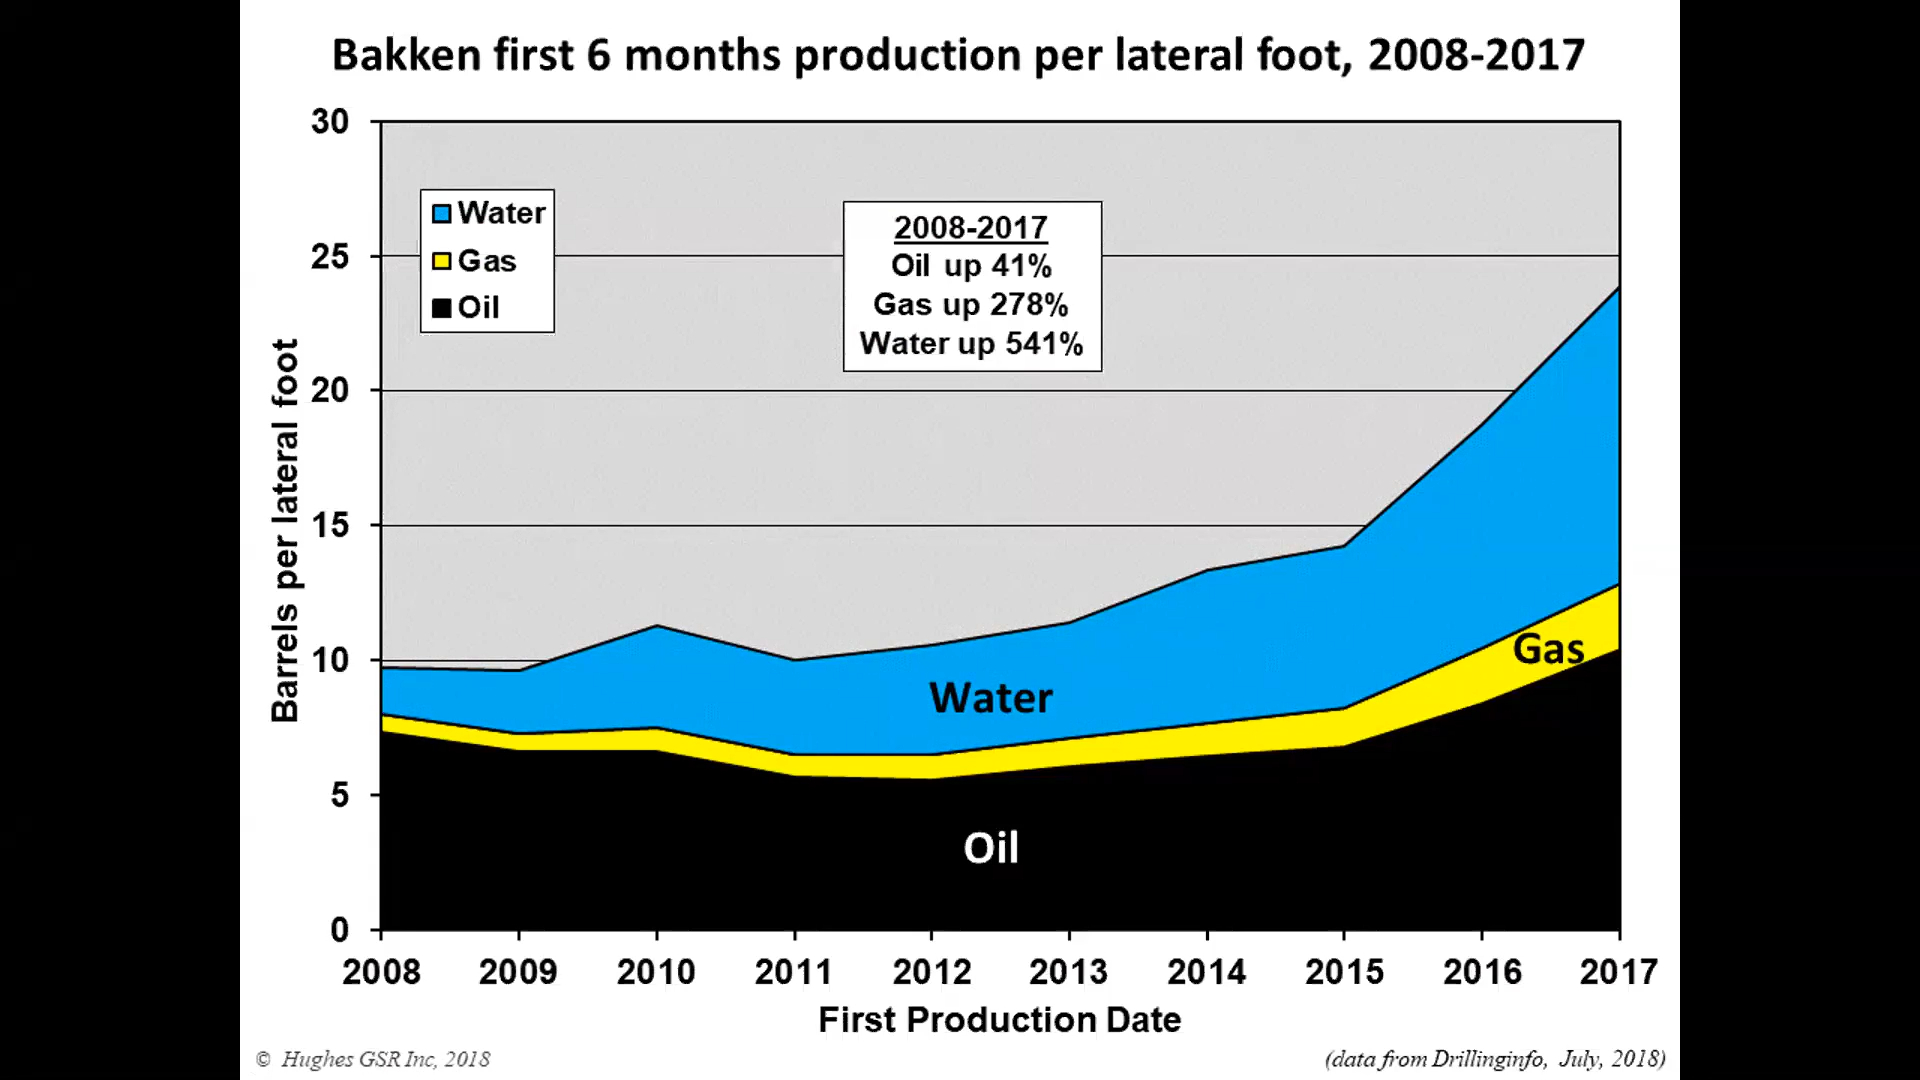 Bakken first 6 months production per lateral foot, 2008-2017
30
25
20
15
10
5
0
Barrels per lateral foot
Water
Gas
Oil
2008-2017
Oil up 41%
Gas up 278%
Water up 541%
Gas
Water
Oil
2008 2009 2010 2011 2012 2013 2014 2015 2016 2017
First Production Date
© Hughes GSR Inc, 2018
(data from Drillinginfo, July, 2018)